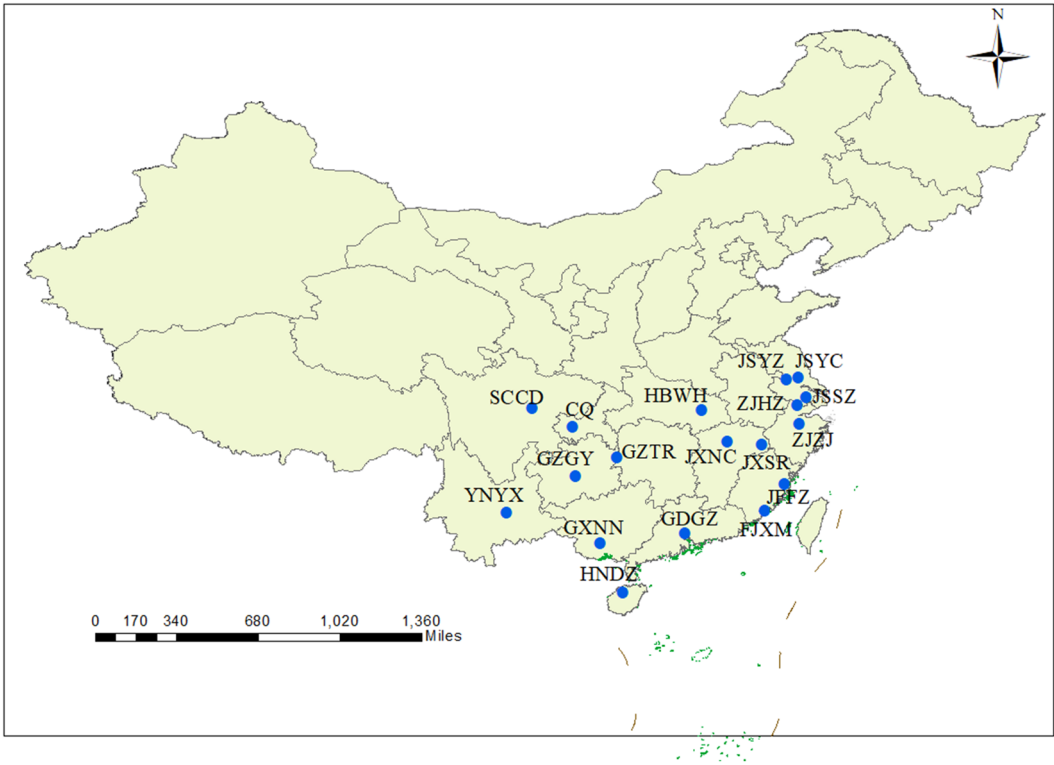 N
JSYZ
JSYC
SCCD
HBWH
ZJHZ
JSSZ
CQ
ZJZJ
GZGY
GZTR
JXNC
JXSR
YNYX
JFFZ
GXNN
GDGZ
FJXM
HNDZ
0 170 340 680 1,020 1,360
Miles